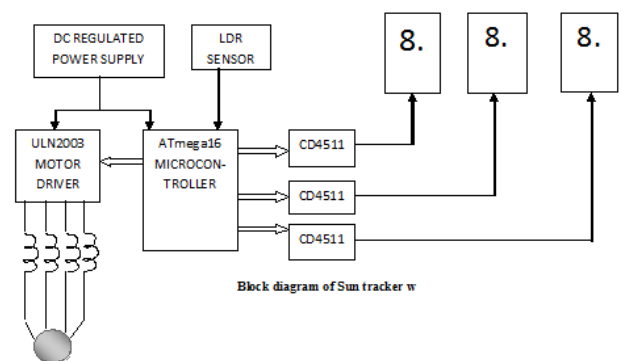 DC REGULATED
POWER SUPPLY
LDR
SENSOR
8.
8.
8.
ULN2003
MOTOR
DRIVER
ATmega16
MICROCON-
TROLLER
CD4511
CD4511
CD4511
Block diagram of Sun tracker w